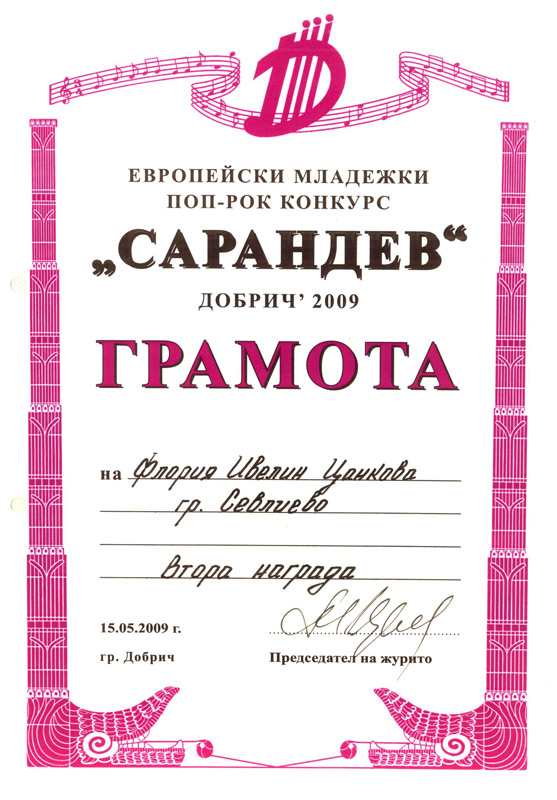 ЕВРОПЕЙСКИ МЛАДЕЖКИ
ПОП-РОК КОНКУРС
„САРАНДЕВ“
ДОБРИЧ’ 2009
ГРАМОТА
на Флория Ивелин Цанкова
гр. Севлиево
Втора награда
15.05.2009 г.
гр. Добрич
Председател на журито